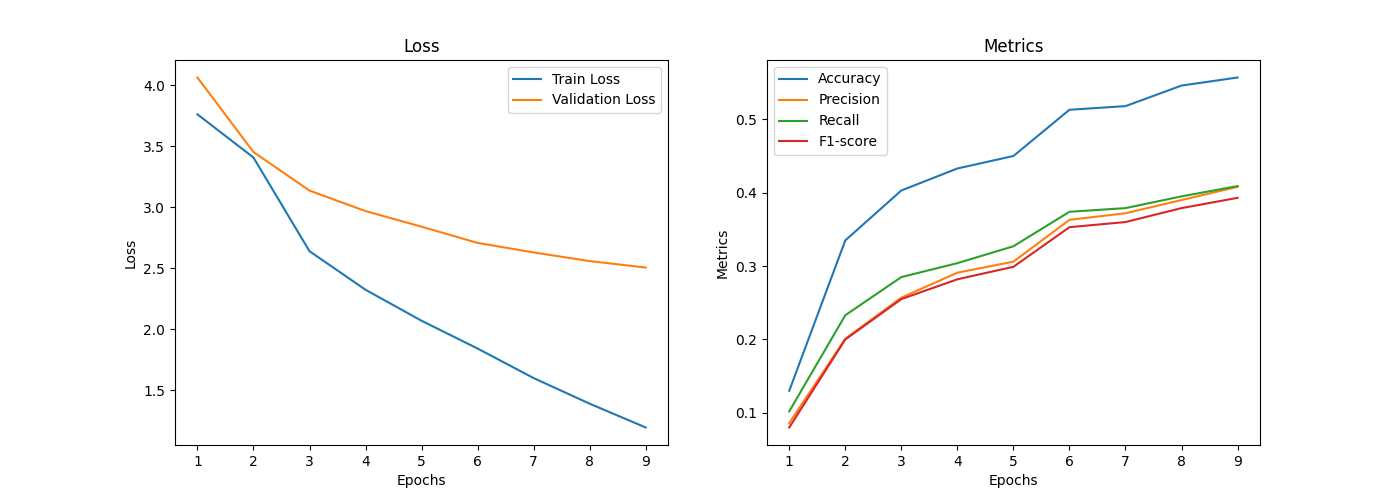 Loss
Train Loss
Validation Loss
4.0
3.5
3.0
2.5
2.0
1.5
Loss
1 2 3 4 5 6 7 8 9
Epochs
Metrics
Accuracy
Precision
Recall
F1-score
0.5
0.4
0.3
0.2
0.1
Metrics
1 2 3 4 5 6 7 8 9
Epochs